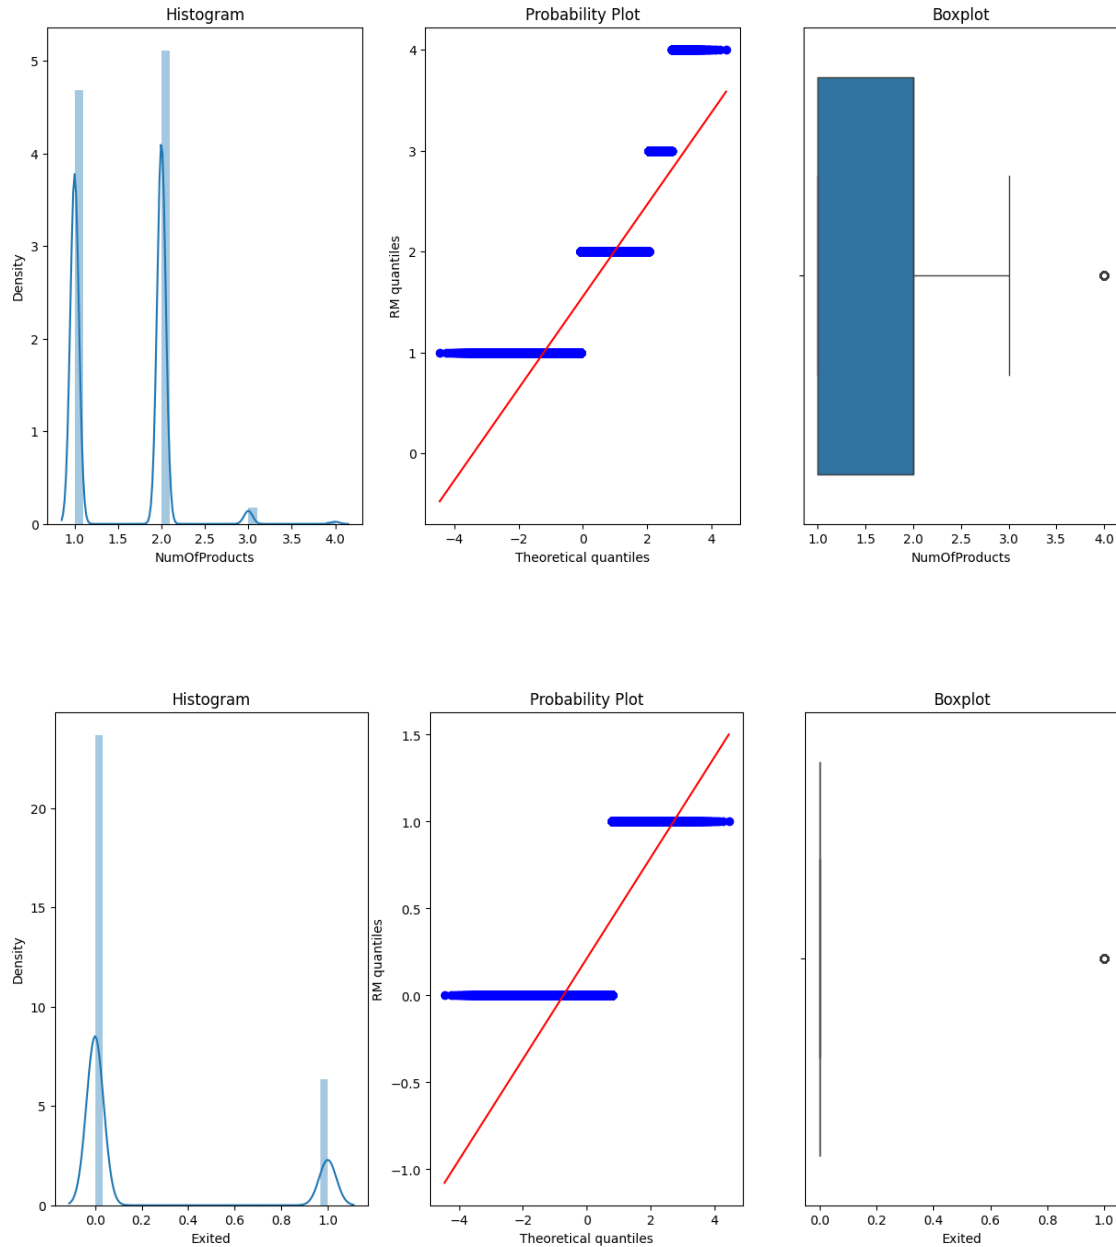 Histogram
Probability Plot
Boxplot
5
4
3
2
1
0
Density
1.0 1.5 2.0 2.5 3.0 3.5 4.0
NumOfProducts
4
3
2
1
0
RM quantiles
−4 −2 0 2 4
Theoretical quantiles
1.0 1.5 2.0 2.5 3.0 3.5 4.0
NumOfProducts
Histogram
Probability Plot
Boxplot
20
15
10
5
0
Density
0.0 0.2 0.4 0.6 0.8 1.0
Exited
1.5
1.0
0.5
0.0
−0.5
−1.0
RM quantiles
−4 −2 0 2 4
Theoretical quantiles
0.0 0.2 0.4 0.6 0.8 1.0
Exited